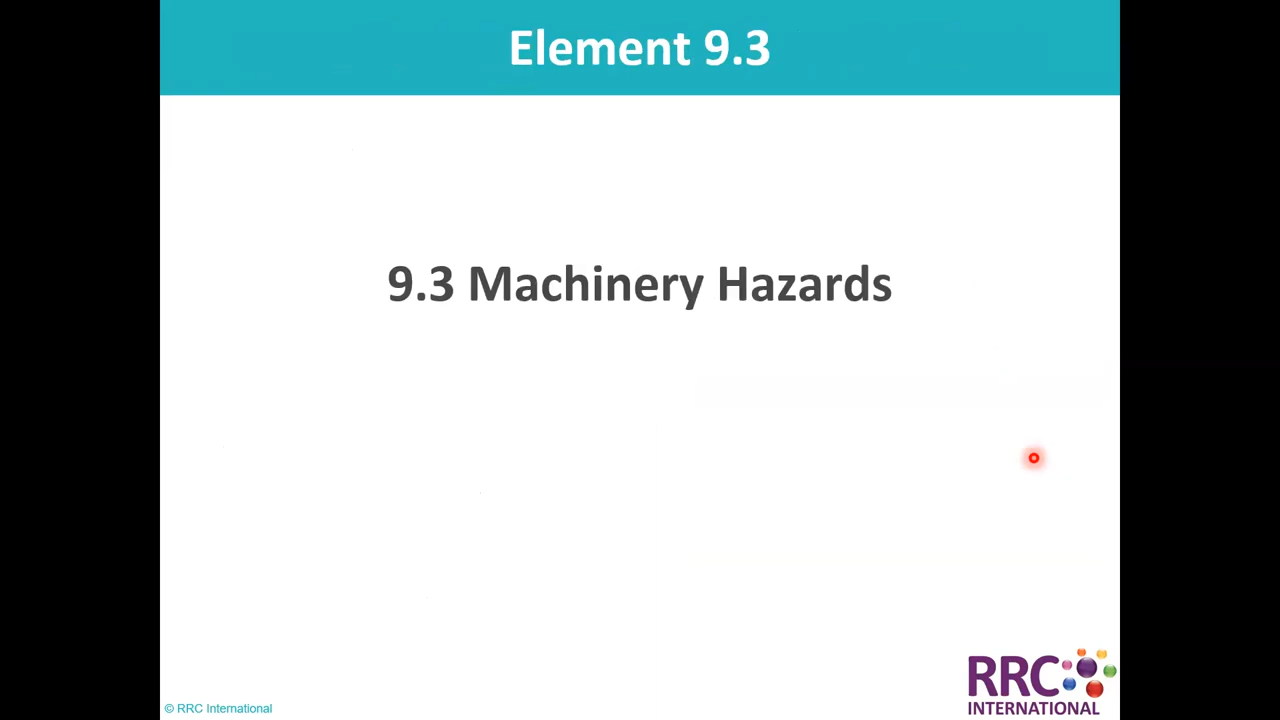 Element 9.3
9.3 Machinery Hazards
RRC
INTERNATIONAL
© RRC International